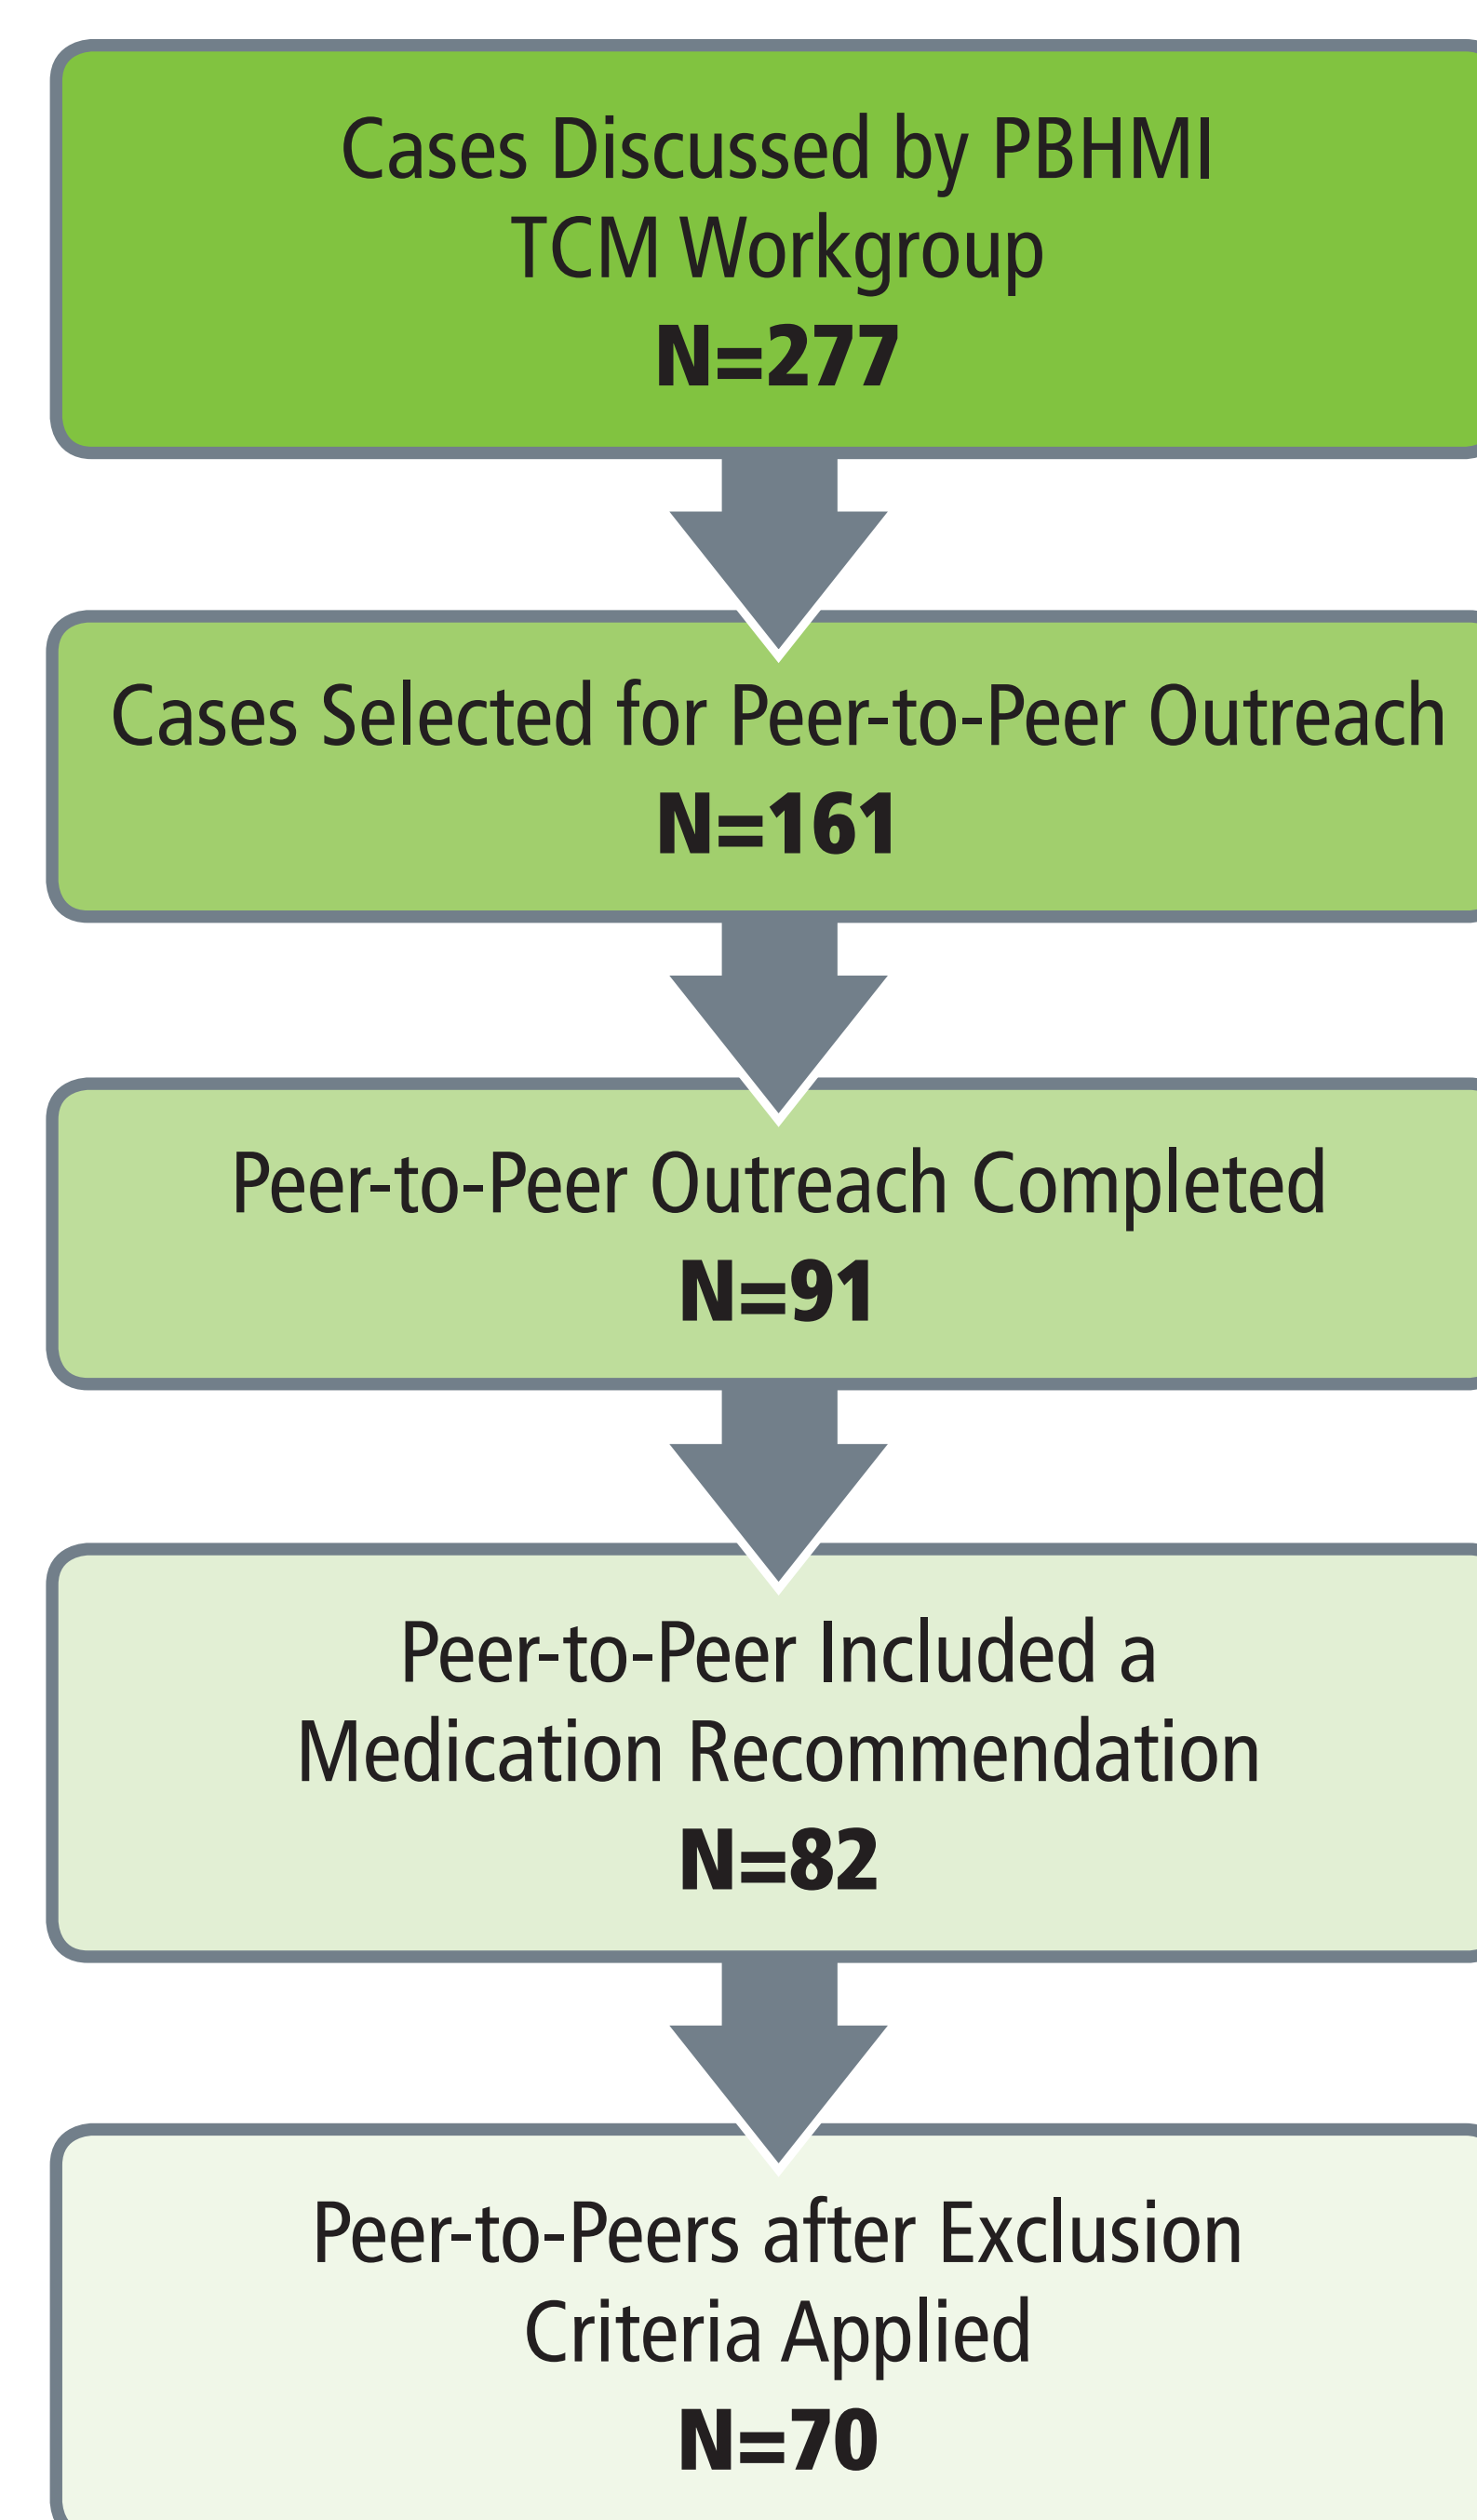 Cases Discussed by PBHMI
TCM Workgroup
N=277
Cases Selected for Peer-to-Peer Outreach
N=161
Peer-to-Peer Outreach Completed
N=91
Peer-to-Peer Included a
Medication Recommendation
N=82
Peer-to-Peers after Exclusion
Criteria Applied
N=70